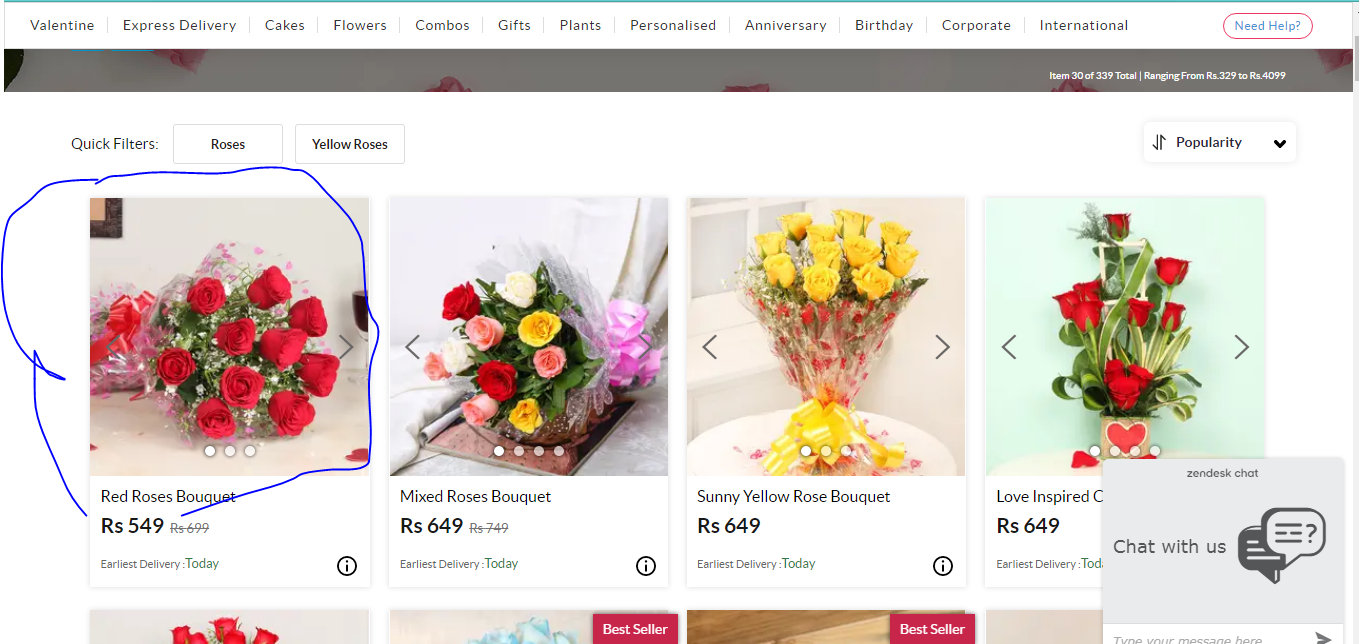 Valentine Express Delivery Cakes Flowers Combos Gifts Plants Personalised Anniversary Birthday Corporate International Need Help?
Item 30 of 339 Total | Ranging From Rs.329 to Rs.4099
Quick Filters: Roses Yellow Roses Popularity
Red Roses Bouquet
Rs 549 Rs 699
Earliest Delivery :Today
Mixed Roses Bouquet
Rs 649 Rs 749
Earliest Delivery :Today
Sunny Yellow Rose Bouquet
Rs 649
Earliest Delivery :Today
Love Inspired C
Rs 649
Earliest Delivery :Toda
zendesk chat
Chat with us
Type your message here
Best Seller
Best Seller